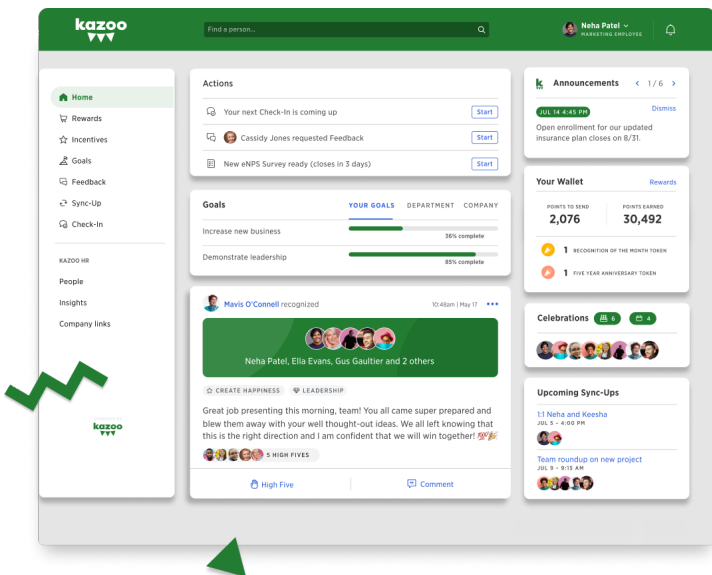 kazoo
Find a person...
Neha Patel
MARKETING EMPLOYEE
Home
Rewards
Incentives
Goals
Feedback
Sync-Up
Check-In
KAZOO HR
People
Insights
Company links
kazoo
Actions
Your next Check-In is coming up
Start
Cassidy Jones requested Feedback
Start
New eNPS Survey ready (closes in 3 days)
Start
Goals
YOUR GOALS DEPARTMENT COMPANY
Increase new business
36% complete
Demonstrate leadership
85% complete
Mavis O'Connell recognized
10:48am | May 17
Neha Patel, Ella Evans, Gus Gaultier and 2 others
CREATE HAPPINESS LEADERSHIP
Great job presenting this morning, team! You all came super prepared and
blew them away with your well thought-out ideas. We all left knowing that
this is the right direction and I am confident that we will win together! 💯🎉
5 HIGH FIVES
High Five
Comment
k Announcements < 1 / 6 >
JUL 14 4:45 PM
Dismiss
Open enrollment for our updated
insurance plan closes on 8/31.
Your Wallet
Rewards
POINTS TO SEND
2,076
POINTS EARNED
30,492
1 RECOGNITION OF THE MONTH TOKEN
1 FIVE YEAR ANNIVERSARY TOKEN
Celebrations 6 4
Upcoming Sync-Ups
1:1 Neha and Keesha
JUL 5 - 4:00 PM
Team roundup on new project
JUL 9 - 9:15 AM